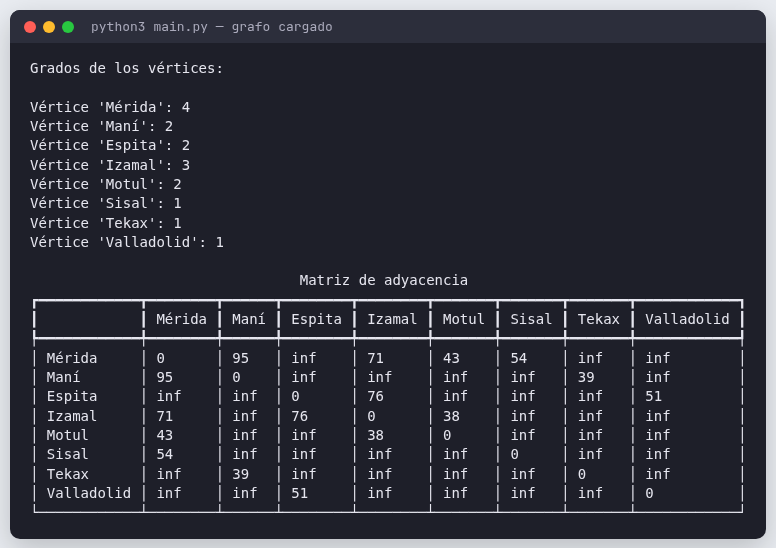 python3 main.py — grafo cargado
Grados de los vértices:
Vértice 'Mérida': 4
Vértice 'Maní': 2
Vértice 'Espita': 2
Vértice 'Izamal': 3
Vértice 'Motul': 2
Vértice 'Sisal': 1
Vértice 'Tekax': 1
Vértice 'Valladolid': 1
Matriz de adyacencia
Mérida Maní Espita Izamal Motul Sisal Tekax Valladolid
Mérida 0 95 inf 71 43 54 inf inf
Maní 95 0 inf inf inf inf 39 inf
Espita inf inf 0 76 inf inf inf 51
Izamal 71 inf 76 0 38 inf inf inf
Motul 43 inf inf 38 0 inf inf inf
Sisal 54 inf inf inf inf 0 inf inf
Tekax inf 39 inf inf inf inf 0 inf
Valladolid inf inf 51 inf inf inf inf 0